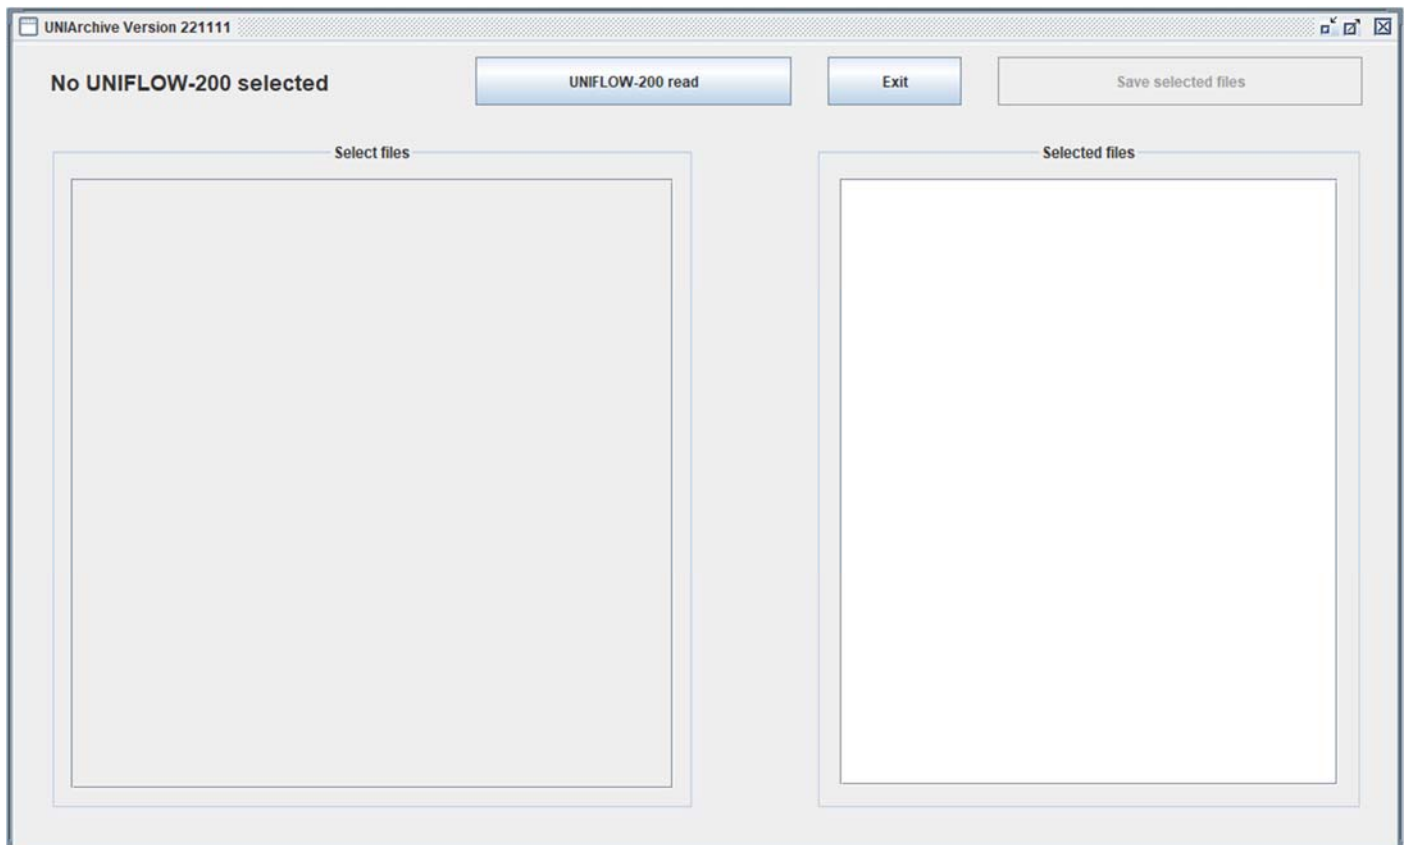 UNIArchive Version 221111
No UNIFLOW-200 selected
UNIFLOW-200 read
Exit
Save selected files
Select files
Selected files